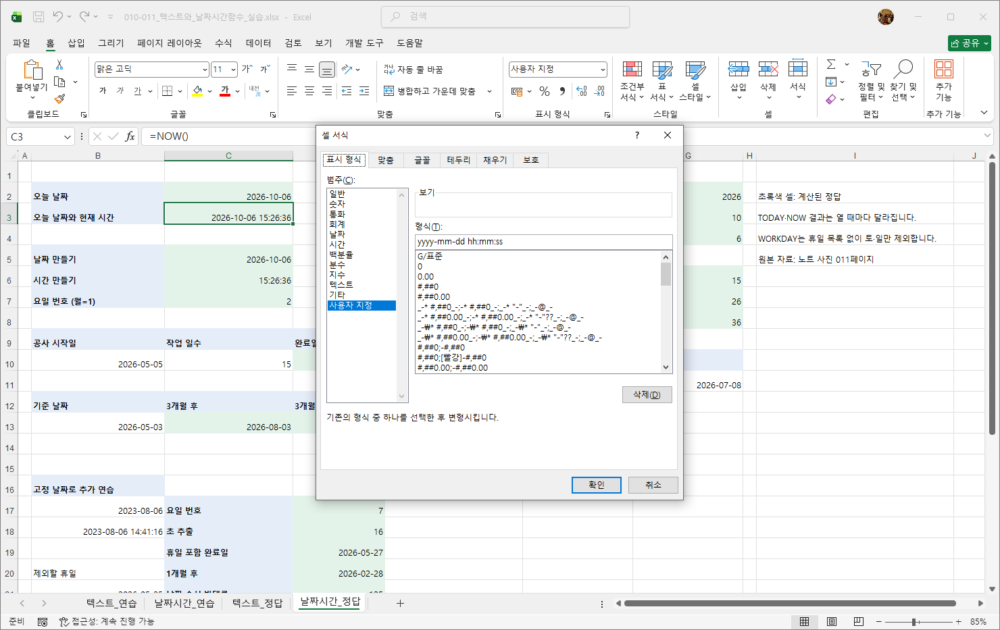 010-011_텍스트와_날짜시간함수_실습.xlsx - Excel
검색
파일 홈 삽입 그리기 페이지 레이아웃 수식 데이터 검토 보기 개발 도구 도움말
공유
붙여넣기
클립보드
맑은 고딕 11 가 가
가 가 가 가 내천
글꼴
자동 줄 바꿈
병합하고 가운데 맞춤
맞춤
사용자 지정
표시 형식
조건부 서식
표 서식
셀 스타일
스타일
삽입 삭제 서식
셀
정렬 및 필터
찾기 및 선택
편집
추가 기능
추가 기능
C3 fx =NOW()
A B C G H I J
1
2 오늘 날짜 2026-10-06 2026 초록색 셀: 계산된 정답
3 오늘 날짜와 현재 시간 2026-10-06 15:26:36 10 TODAY·NOW 결과는 열 때마다 달라집니다.
4 6 WORKDAY는 휴일 목록 없이 토·일만 제외합니다.
5 날짜 만들기 2026-10-06 원본 자료: 노트 사진 011페이지
6 시간 만들기 15:26:36 15
7 요일 번호 (월=1) 2 26
8 36
9 공사 시작일 작업 일수 완료일
10 2026-05-05 15
11 2026-07-08
12 기준 날짜 3개월 후 3개월
13 2026-05-03 2026-08-03
14
15
16 고정 날짜로 추가 연습
17 2023-08-06 요일 번호 7
18 2023-08-06 14:41:16 초 추출 16
19 휴일 포함 완료일 2026-05-27
20 제외할 휴일 1개월 후 2026-02-28
셀 서식 ?
표시 형식 맞춤 글꼴 테두리 채우기 보호
범주(C):
일반
숫자
통화
회계
날짜
시간
백분율
분수
지수
텍스트
기타
사용자 지정
보기
형식(T):
yyyy-mm-dd hh:mm:ss
G/표준
0
0.00
#,##0
#,##0.00
_-* #,##0_-;-* #,##0_-;_-* "-"_-;_-@_-
_-* #,##0.00_-;-* #,##0.00_-;_-* "-"??_-;_-@_-
_-₩* #,##0_-;-₩* #,##0_-;_-₩* "-"_-;_-@_-
_-₩* #,##0.00_-;-₩* #,##0.00_-;_-₩* "-"??_-;_-@_-
#,##0;-#,##0
#,##0;[빨강]-#,##0
#,##0.00;-#,##0.00
삭제(D)
기존의 형식 중 하나를 선택한 후 변형시킵니다.
확인 취소
텍스트_연습 날짜시간_연습 텍스트_정답 날짜시간_정답
준비 접근성: 계속 진행 가능 85%